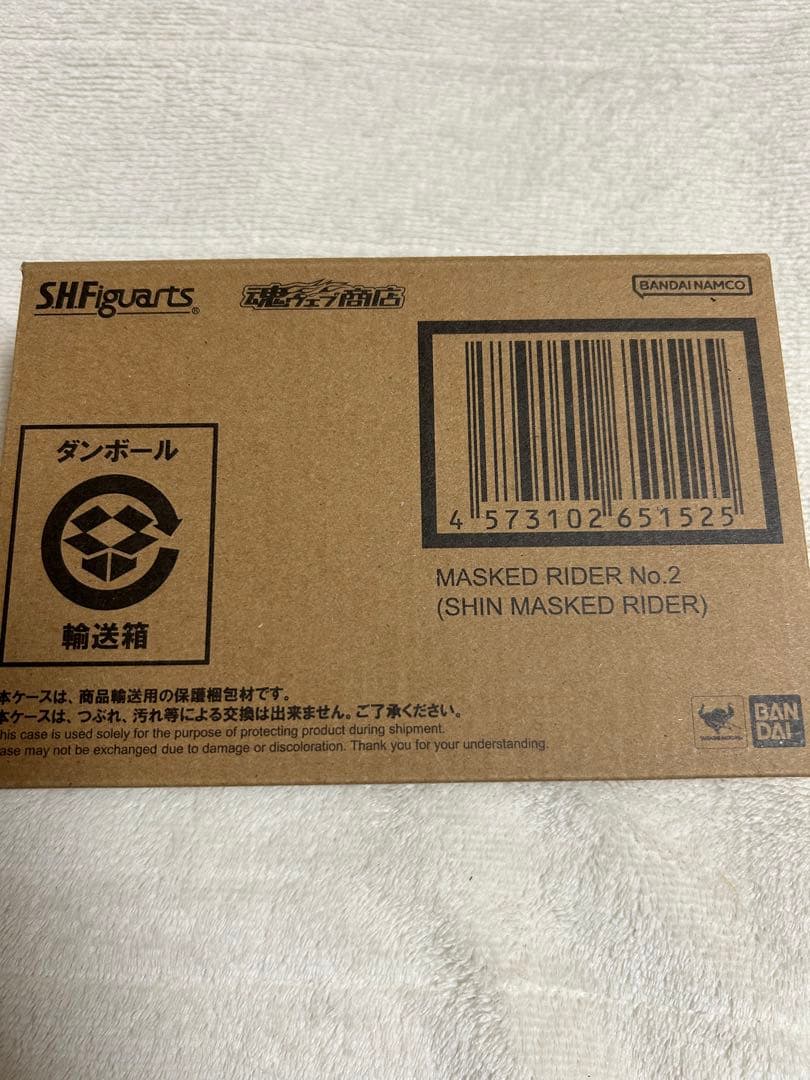 S.H.Figuarts®
魂ウェブ商店
BANDAI NAMCO
4 573102 651525
MASKED RIDER No.2
(SHIN MASKED RIDER)
ダンボール
輸送箱
本ケースは、商品輸送用の保護梱包材です。
本ケースは、つぶれ、汚れ等による交換は出来ません。ご了承ください。
his case is used solely for the purpose of protecting product during shipment.
ase may not be exchanged due to damage or discoloration. Thank you for your understanding.
BAN
DAI